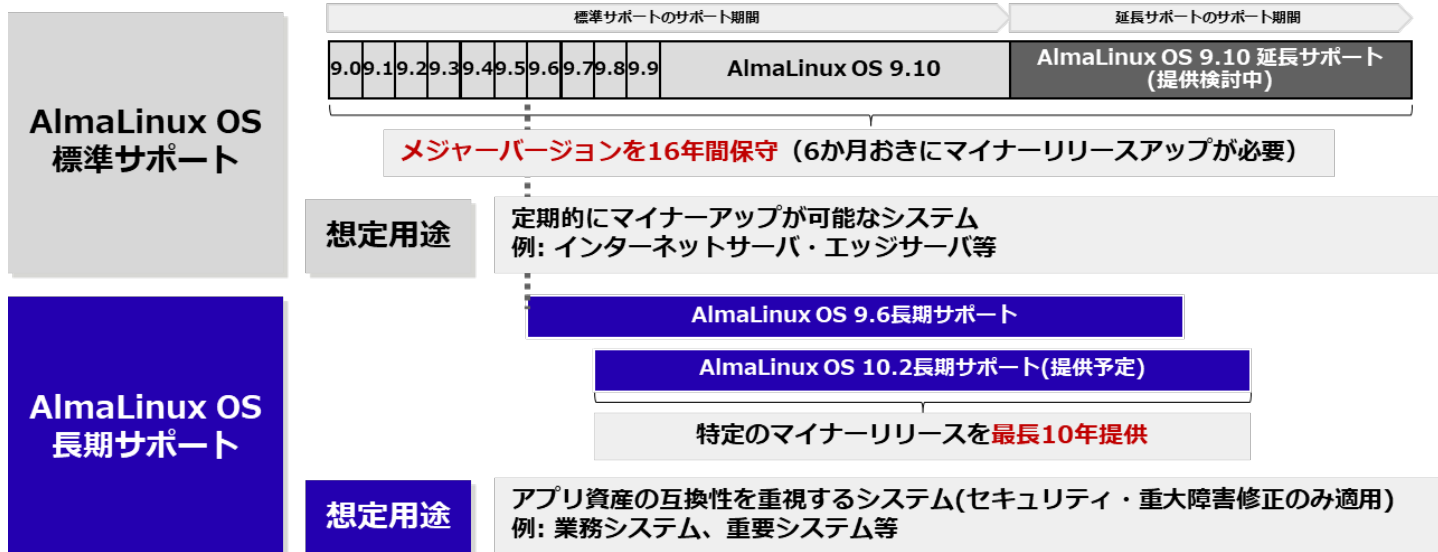 標準サポートのサポート期間
延長サポートのサポート期間
AlmaLinux OS
標準サポート
9.0 9.1 9.2 9.3 9.4 9.5 9.6 9.7 9.8 9.9
AlmaLinux OS 9.10
AlmaLinux OS 9.10 延長サポート
(提供検討中)
メジャーバージョンを16年間保守（6か月おきにマイナーリリースアップが必要）
想定用途
定期的にマイナーアップが可能なシステム
例: インターネットサーバ・エッジサーバ等
AlmaLinux OS
長期サポート
AlmaLinux OS 9.6長期サポート
AlmaLinux OS 10.2長期サポート(提供予定)
特定のマイナーリリースを最長10年提供
想定用途
アプリ資産の互換性を重視するシステム(セキュリティ・重大障害修正のみ適用)
例: 業務システム、重要システム等